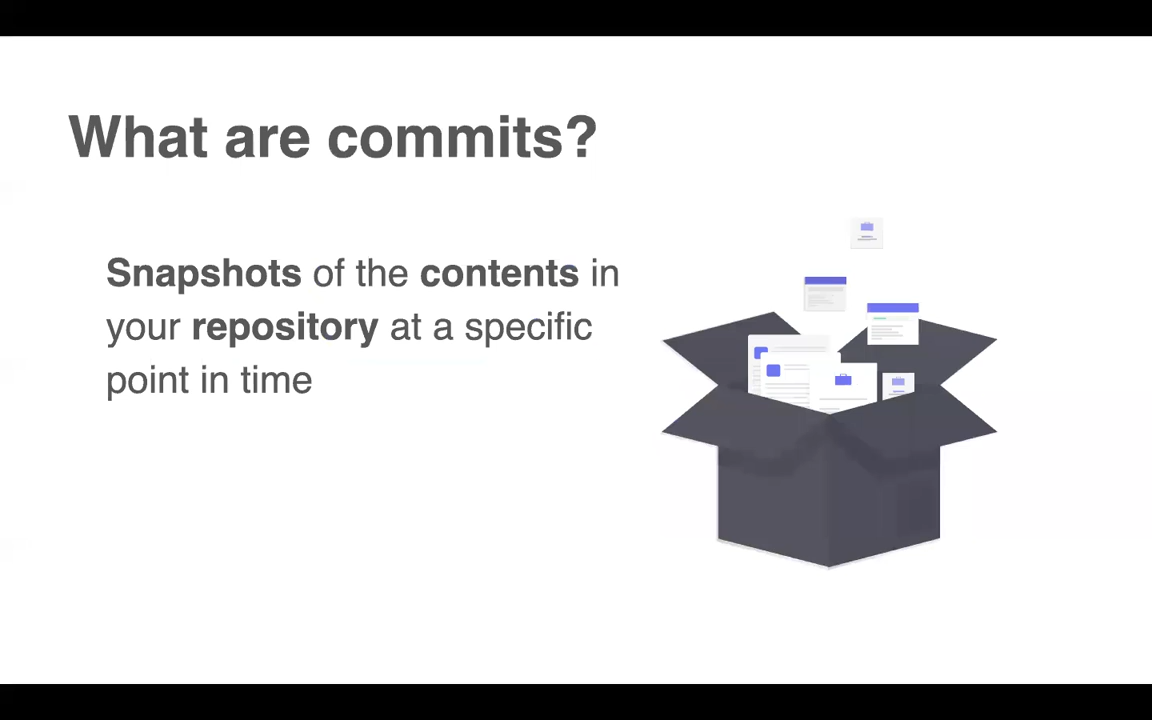 What are commits?
Snapshots of the contents in
your repository at a specific
point in time